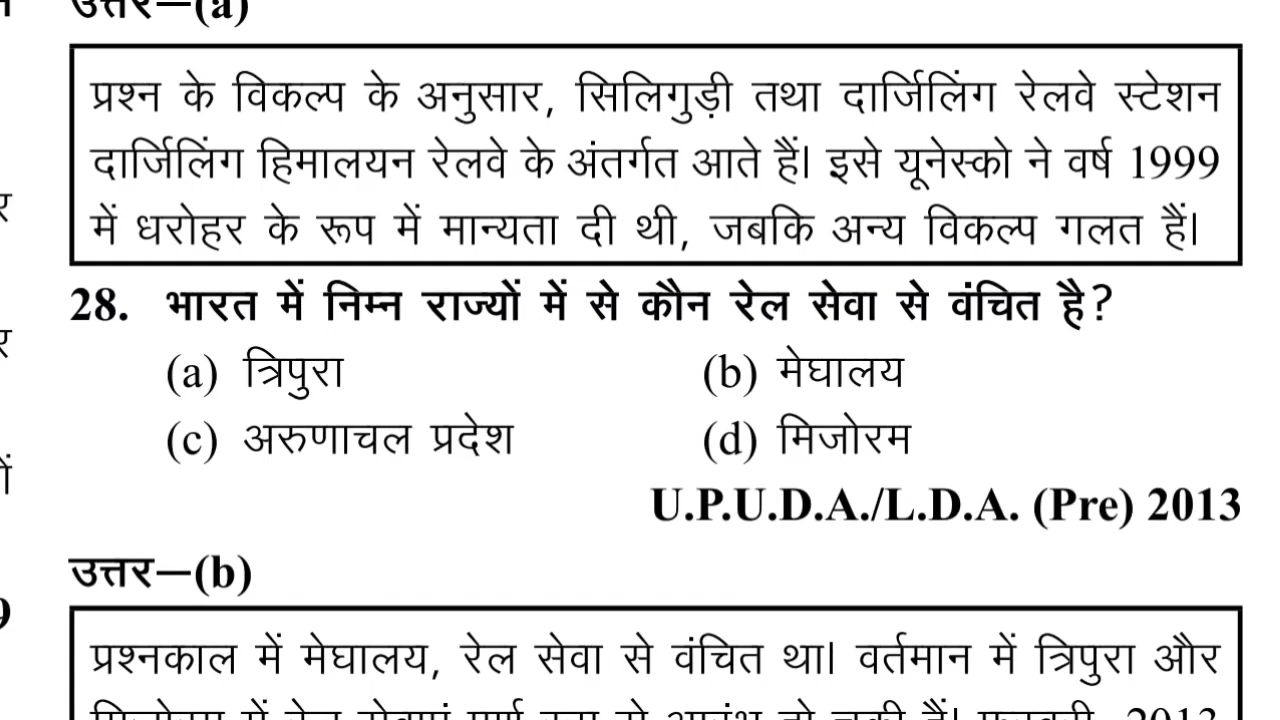 उत्तर—(a)
प्रश्न के विकल्प के अनुसार, सिलिगुड़ी तथा दार्जिलिंग रेलवे स्टेशन
दार्जिलिंग हिमालयन रेलवे के अंतर्गत आते हैं। इसे यूनेस्को ने वर्ष 1999
में धरोहर के रूप में मान्यता दी थी, जबकि अन्य विकल्प गलत हैं।
28. भारत में निम्न राज्यों में से कौन रेल सेवा से वंचित है?
(a) त्रिपुरा (b) मेघालय
(c) अरुणाचल प्रदेश (d) मिजोरम
U.P.U.D.A./L.D.A. (Pre) 2013
उत्तर—(b)
प्रश्नकाल में मेघालय, रेल सेवा से वंचित था। वर्तमान में त्रिपुरा और